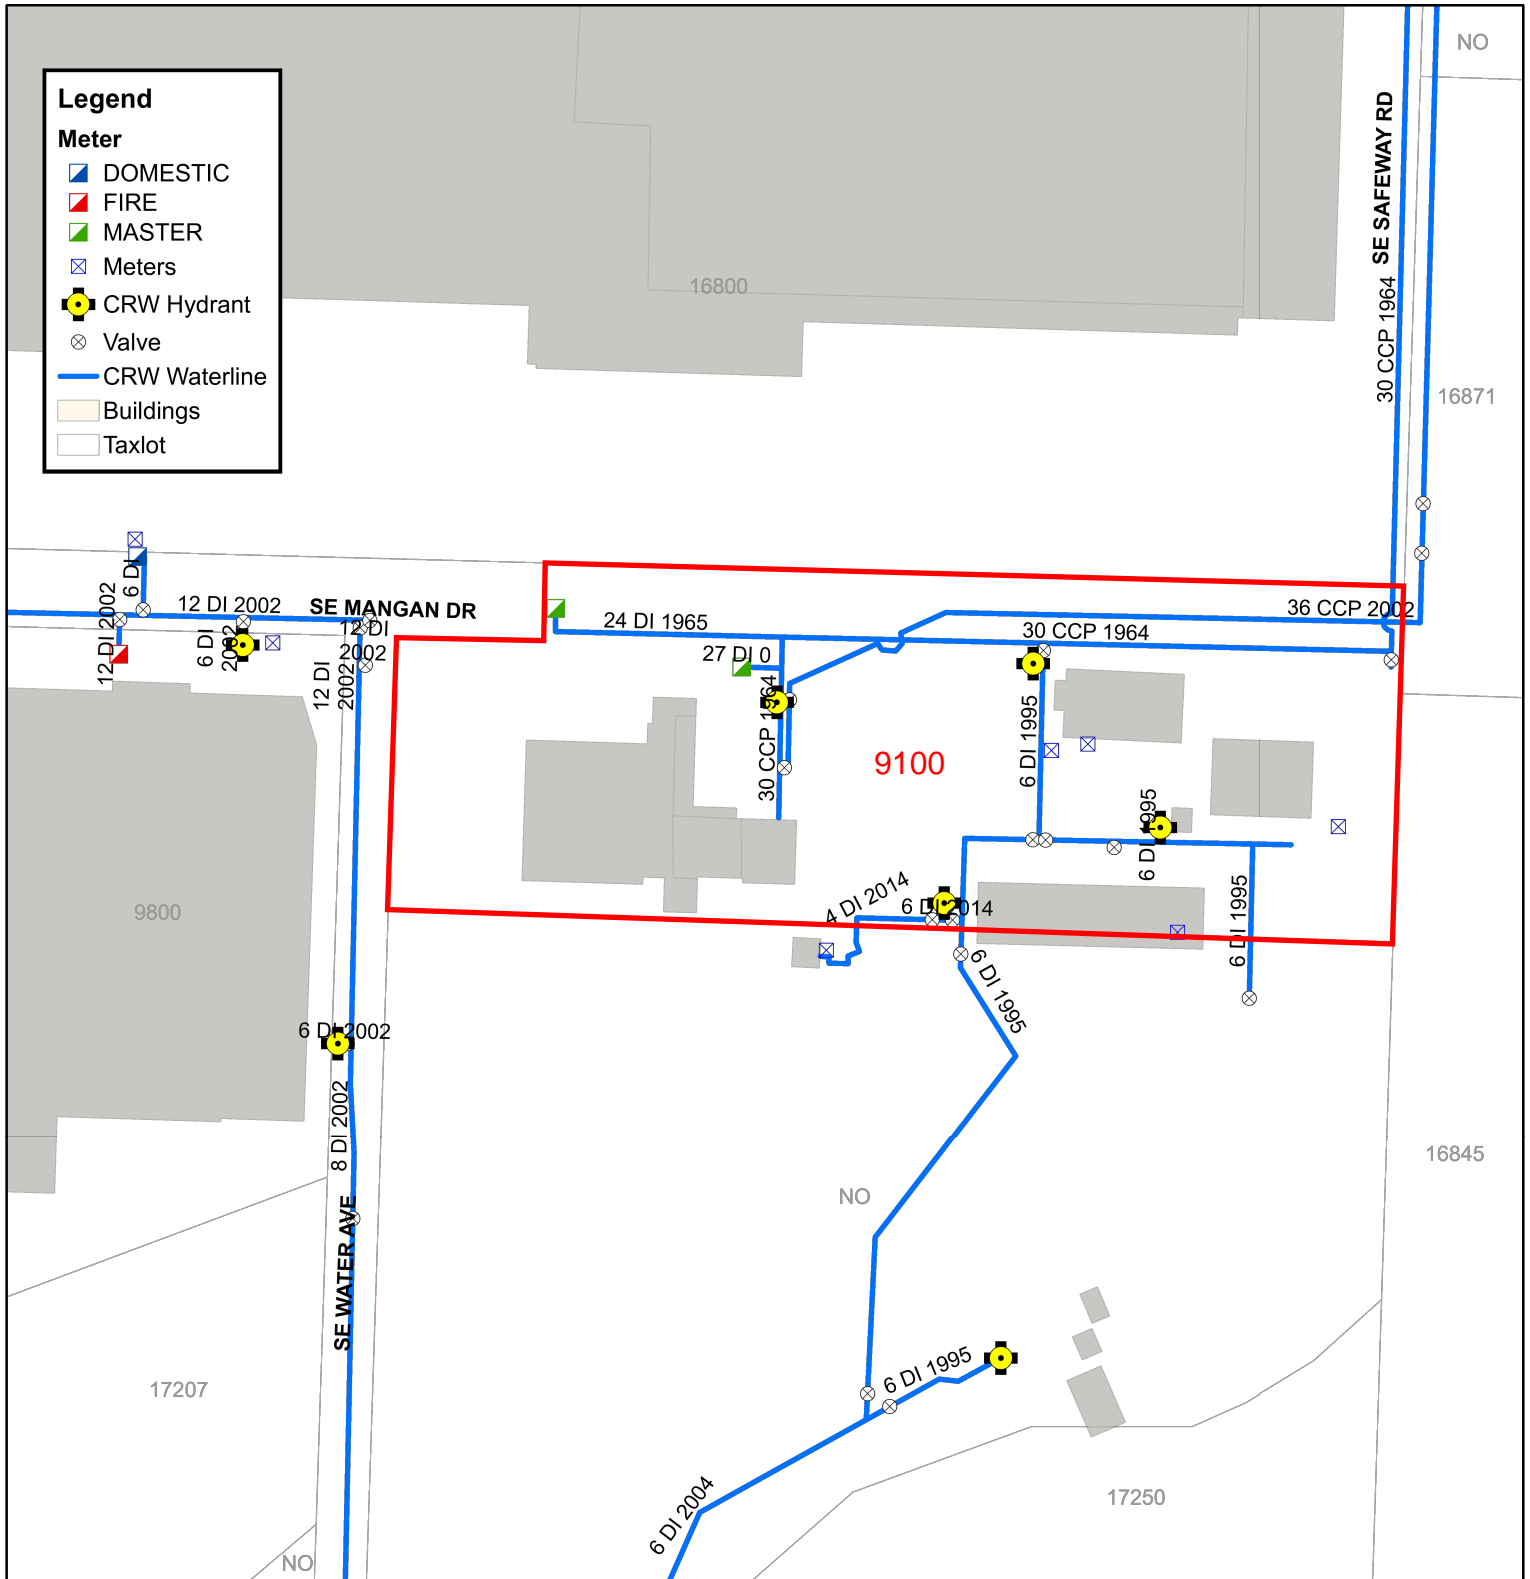 NO
Legend
Meter
DOMESTIC
FIRE
MASTER
Meters
CRW Hydrant
Valve
CRW Waterline
Buildings
Taxlot
SE SAFEWAY RD
16800
30 CCP 1964
16871
6 DI
12 DI 2002
12 DI 2002
SE MANGAN DR
6 DI
2002
12 DI
2002
12 DI
2002
24 DI 1965
36 CCP 2002
30 CCP 1964
27 DI 0
30 CCP 1964
6 DI 1995
9100
6 DI 1995
9800
4 DI 2014
6 DI 2014
6 DI 1995
6 DI 1995
6 DI 2002
8 DI 2002
16845
NO
SE WATER AVE
17207
6 DI 1995
17250
6 DI 2004
NO